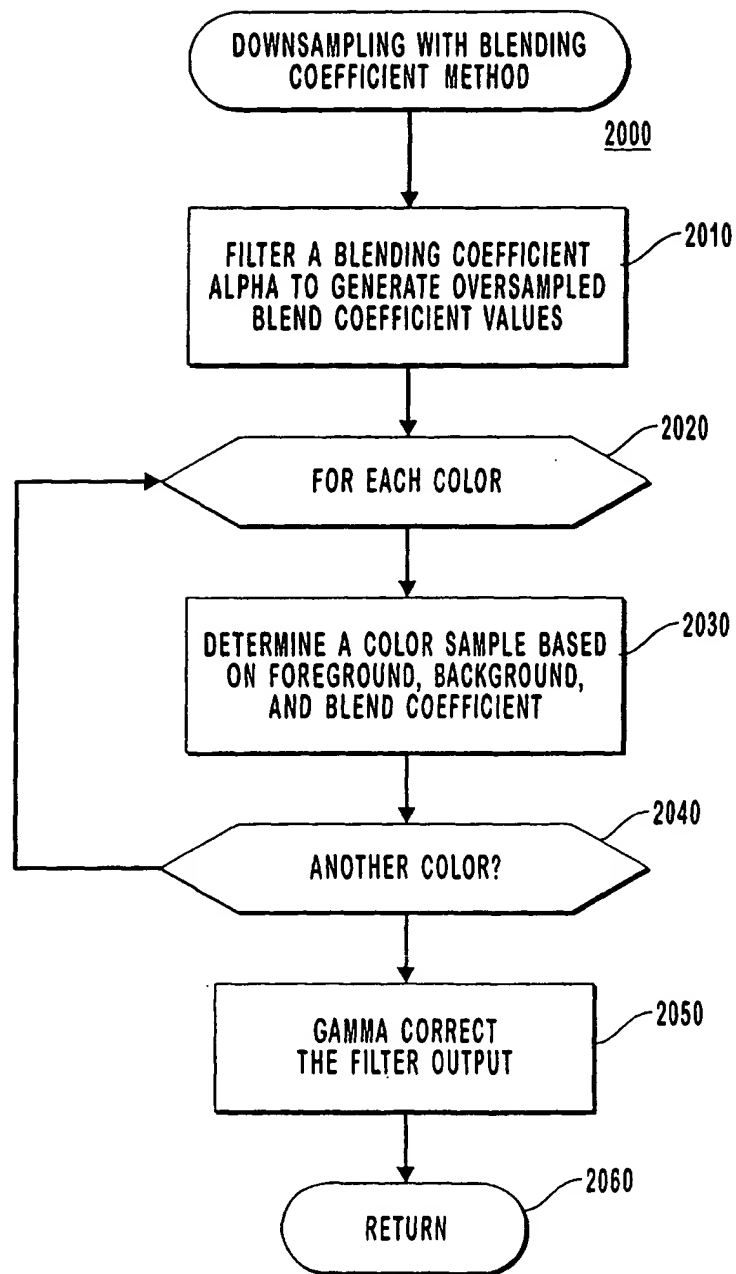 DOWNSAMPLING WITH BLENDING
COEFFICIENT METHOD
2000
2010
FILTER A BLENDING COEFFICIENT
ALPHA TO GENERATE OVERSAMPLED
BLEND COEFFICIENT VALUES
2020
FOR EACH COLOR
2030
DETERMINE A COLOR SAMPLE BASED
ON FOREGROUND, BACKGROUND,
AND BLEND COEFFICIENT
2040
ANOTHER COLOR?
2050
GAMMA CORRECT
THE FILTER OUTPUT
2060
RETURN